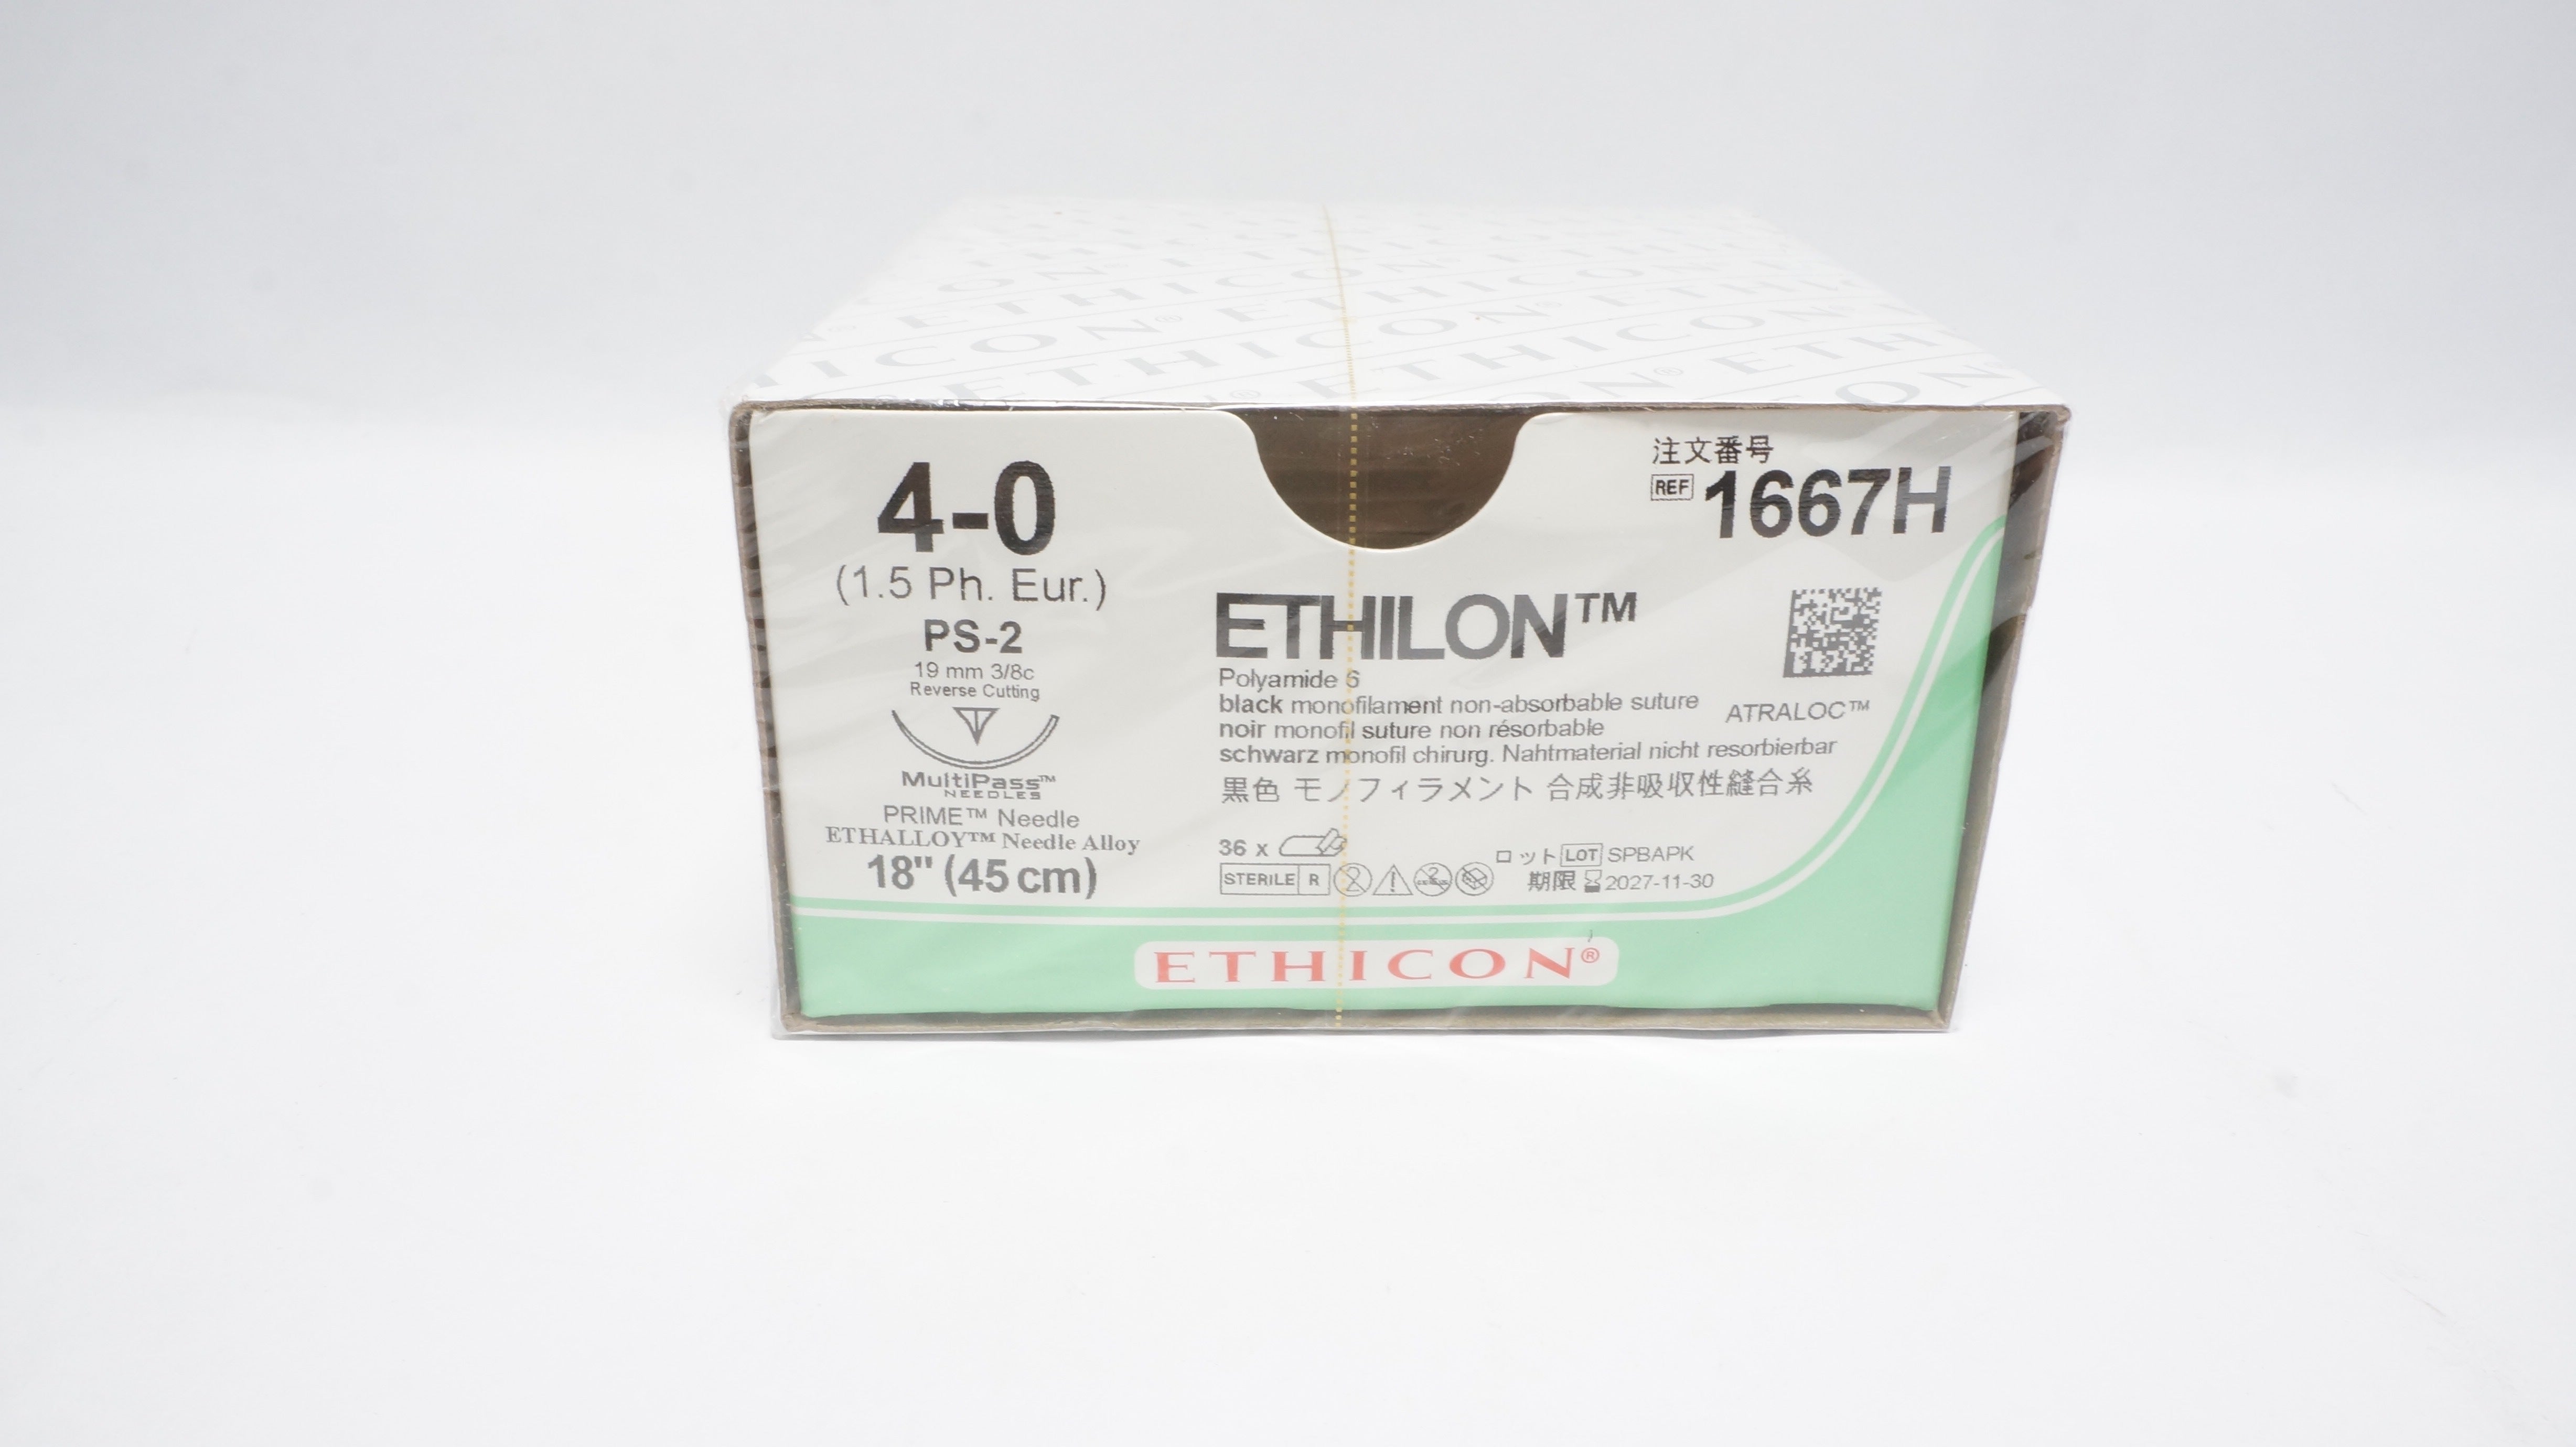 ETHICON® ETHICON® ETHICON
4-0
(1.5 Ph. Eur.)
PS-2
19 mm 3/8c
Reverse Cutting
MultiPass™
NEEDLES
PRIME™ Needle
ETHALLOY™ Needle Alloy
18" (45 cm)
注文番号
REF 1667H
ETHILON™
Polyamide 6
black monofilament non-absorbable suture
noir monofil suture non résorbable
schwarz monofil chirurg. Nahtmaterial nicht resorbierbar
黒色 モノフィラメント 合成非吸収性縫合糸
ATRALOC™
36 x
STERILE R
2
ロット LOT SPBAPK
期限 2027-11-30
ETHICON®